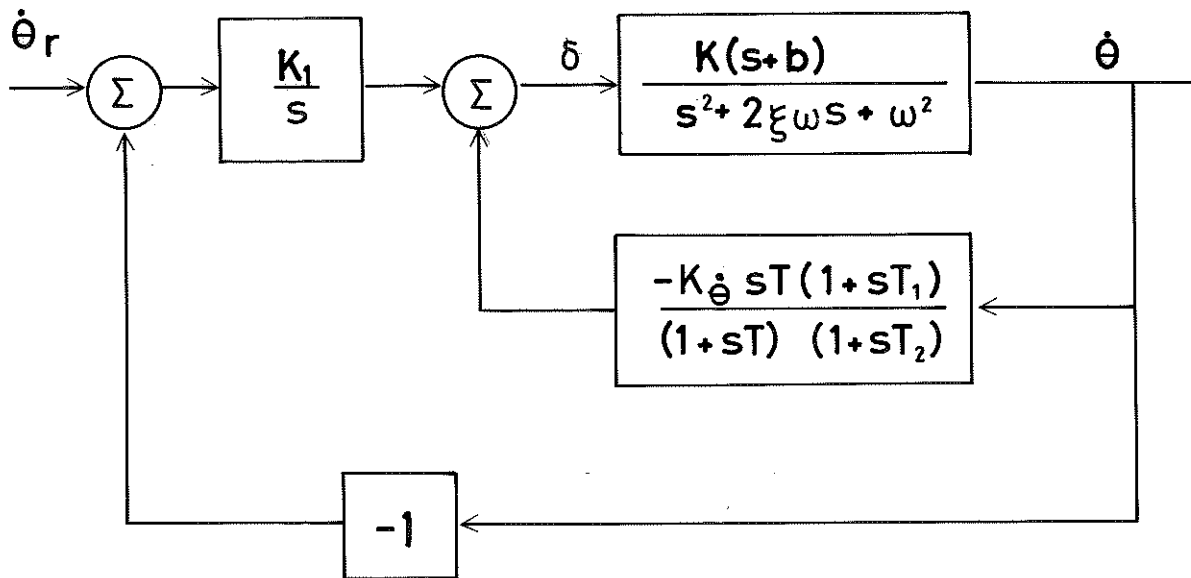 θ̇r
Σ
K₁
s
Σ
δ
K(s+b)
s²+ 2ξωs + ω²
θ̇
-Kθ̇ sT(1+sT₁)
(1+sT) (1+sT₂)
-1